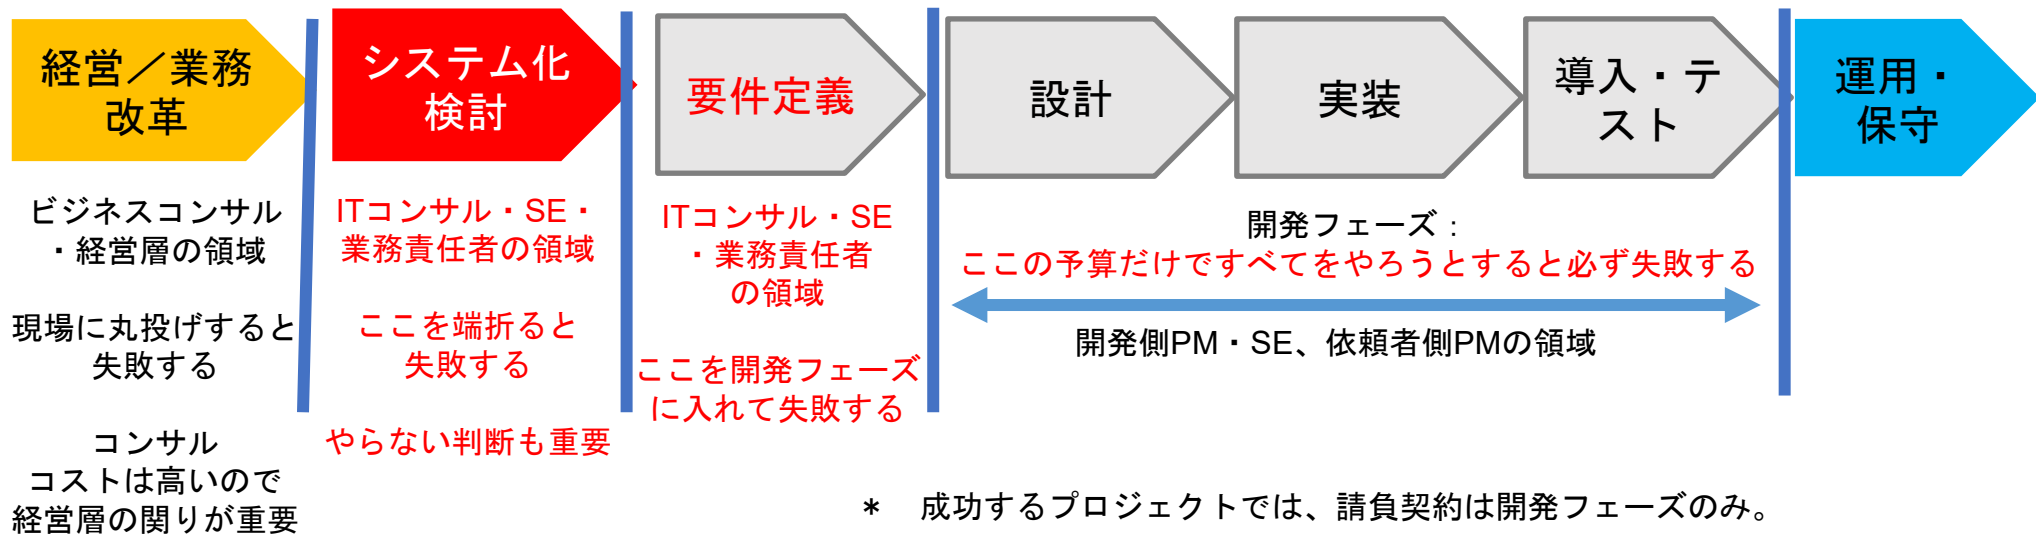 経営／業務
改革
システム化
検討
要件定義
設計
実装
導入・テ
スト
運用・
保守
ビジネスコンサル
・経営層の領域
現場に丸投げすると
失敗する
コンサル
コストは高いので
経営層の関りが重要
ITコンサル・SE・
業務責任者の領域
ここを端折ると
失敗する
やらない判断も重要
ITコンサル・SE
・業務責任者
の領域
ここを開発フェーズ
に入れて失敗する
開発フェーズ：
ここの予算だけですべてをやろうとすると必ず失敗する
開発側PM・SE、依頼者側PMの領域
＊　成功するプロジェクトでは、請負契約は開発フェーズのみ。